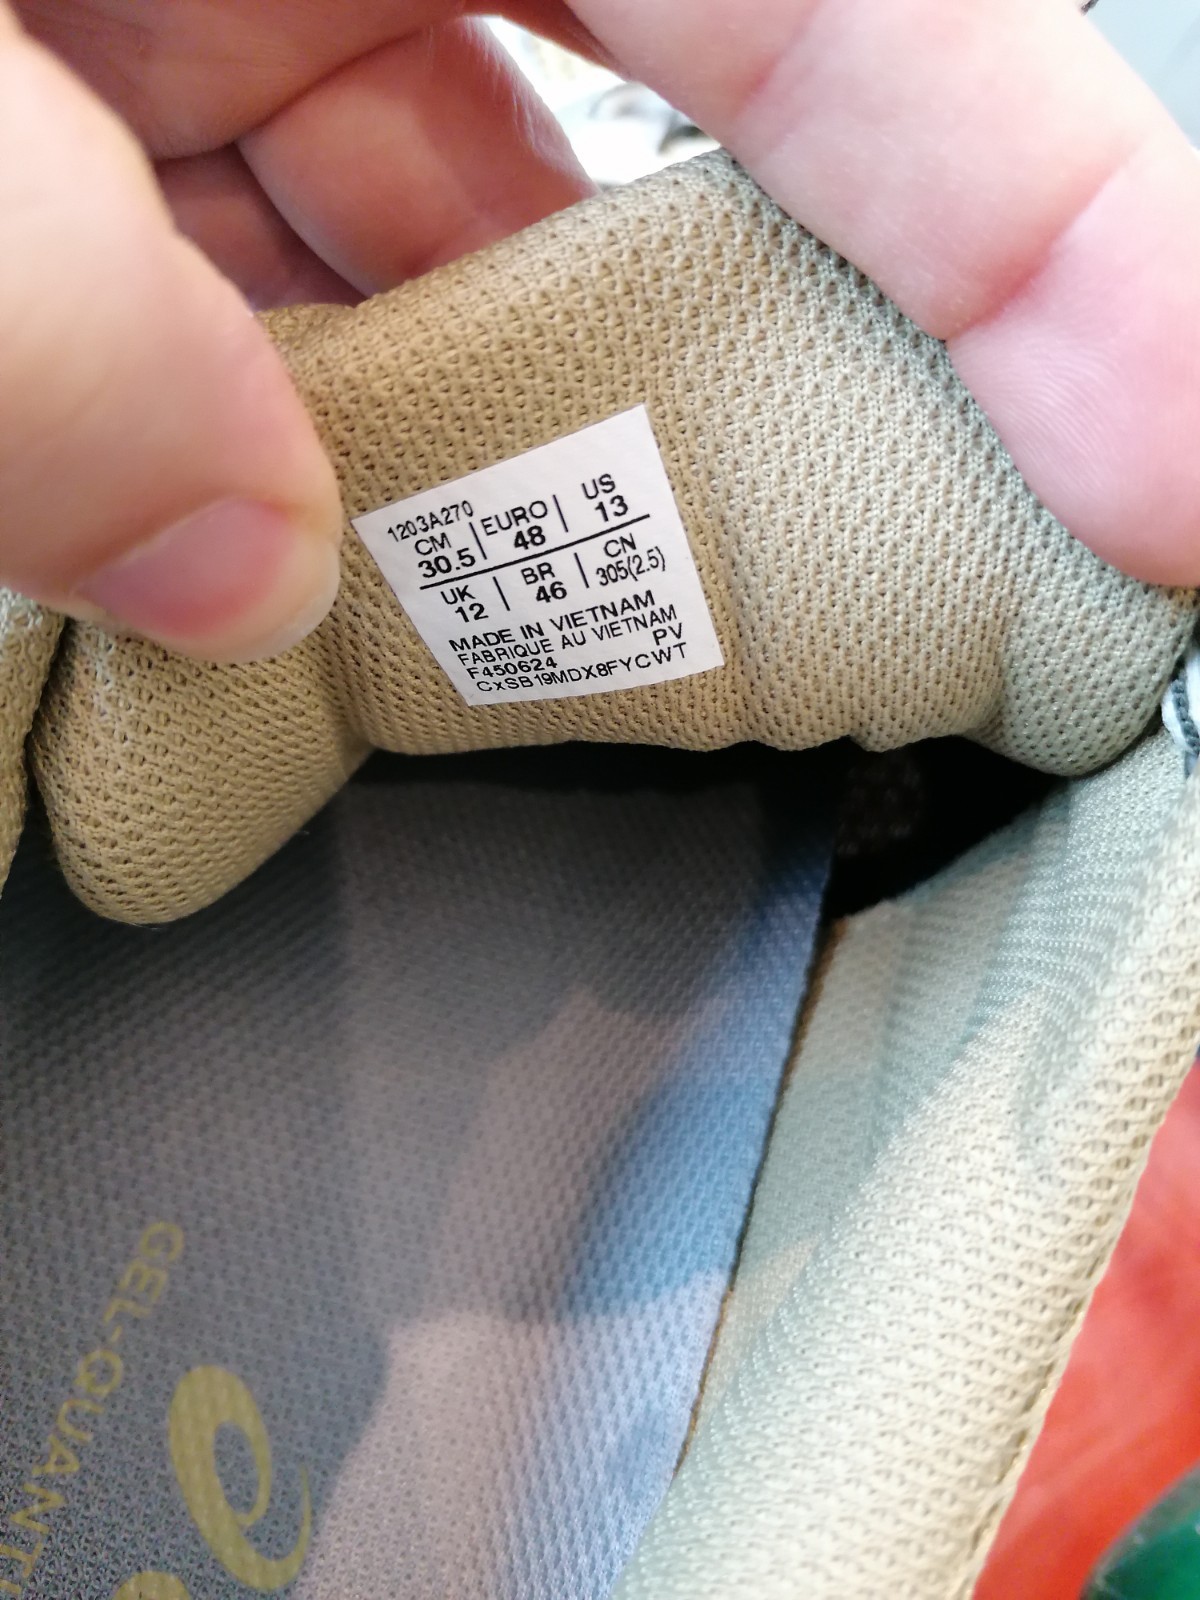 1203A270
CM | EURO | US
30.5 | 48 | 13
UK | BR | CN
12 | 46 | 305(2.5)
MADE IN VIETNAM
FABRIQUE AU VIETNAM
F450624 PV
CxSB19MDX8FYCWT
GEL-QUANT